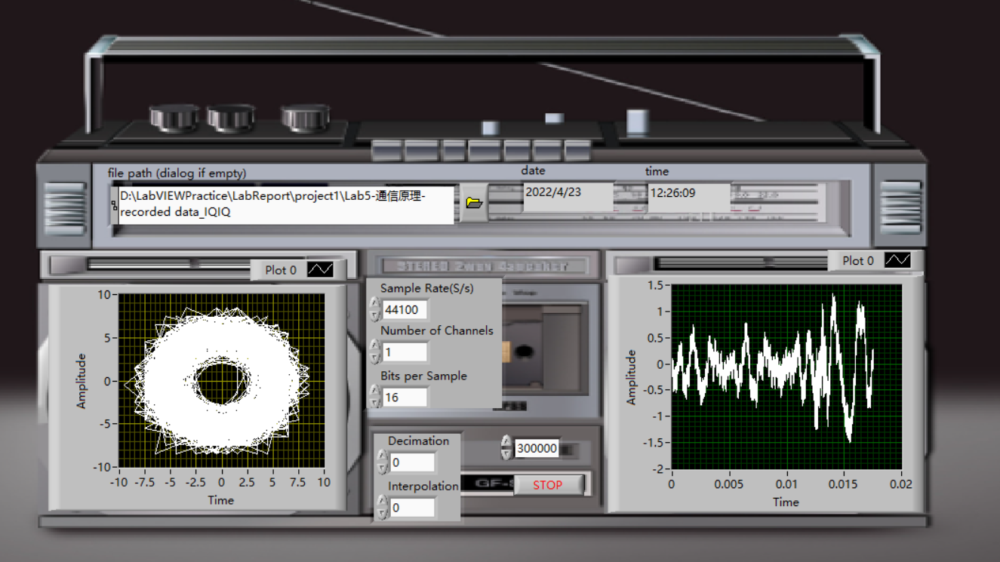 file path (dialog if empty)
date
time
D:\LabVIEWPractice\LabReport\project1\Lab5-通信原理-
recorded data_IQIQ
2022/4/23
12:26:09
Plot 0
Amplitude
10
5
0
-5
-10
-10 -7.5 -5 -2.5 0 2.5 5 7.5 10
Time
STEREO
Sample Rate(S/s)
44100
Number of Channels
1
Bits per Sample
16
Decimation
0
Interpolation
0
300000
GF-
STOP
Plot 0
Amplitude
1.5
1
0.5
0
-0.5
-1
-1.5
-2
0 0.005 0.01 0.015 0.02
Time